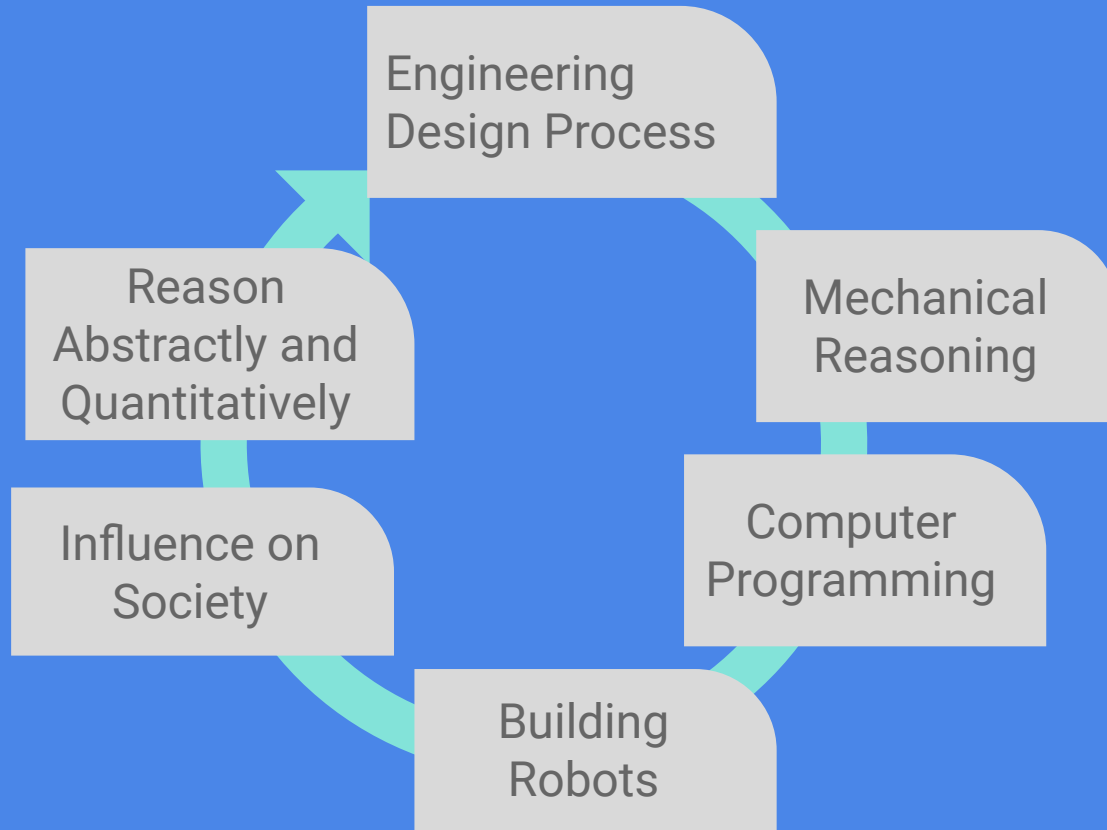 Engineering
Design Process
Mechanical
Reasoning
Computer
Programming
Building
Robots
Influence on
Society
Reason
Abstractly and
Quantitatively